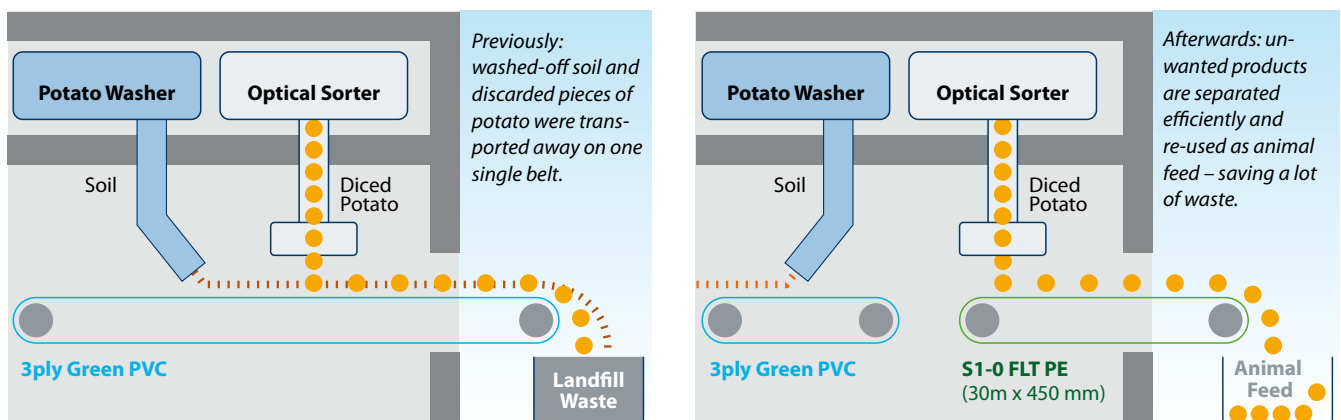 Potato Washer
Optical Sorter
Previously:
washed-off soil and
discarded pieces of
potato were trans-
ported away on one
single belt.
Soil
Diced
Potato
3ply Green PVC
Landfill
Waste
Potato Washer
Optical Sorter
Afterwards: un-
wanted products
are separated
efficiently and
re-used as animal
feed – saving a lot
of waste.
Soil
Diced
Potato
3ply Green PVC
S1-0 FLT PE
(30m x 450 mm)
Animal
Feed